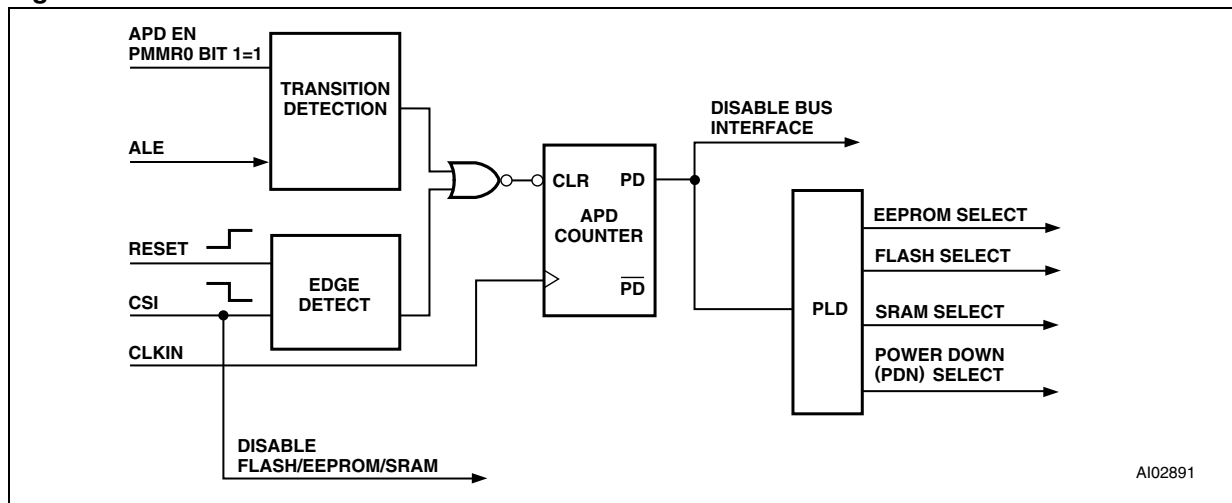 APD EN
PMMR0 BIT 1=1
TRANSITION
DETECTION
ALE
RESET
CSI
EDGE
DETECT
CLKIN
DISABLE
FLASH/EEPROM/SRAM
CLR
PD
APD
COUNTER
PD
DISABLE BUS
INTERFACE
PLD
EEPROM SELECT
FLASH SELECT
SRAM SELECT
POWER DOWN
(PDN) SELECT
AI02891